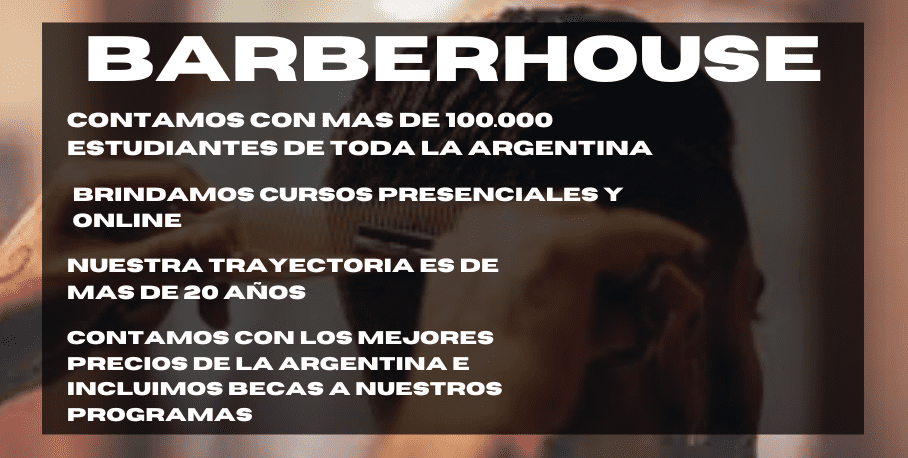 BARBERHOUSE
CONTAMOS CON MAS DE 100.000
ESTUDIANTES DE TODA LA ARGENTINA
BRINDAMOS CURSOS PRESENCIALES Y
ONLINE
NUESTRA TRAYECTORIA ES DE
MAS DE 20 AÑOS
CONTAMOS CON LOS MEJORES
PRECIOS DE LA ARGENTINA E
INCLUIMOS BECAS A NUESTROS
PROGRAMAS